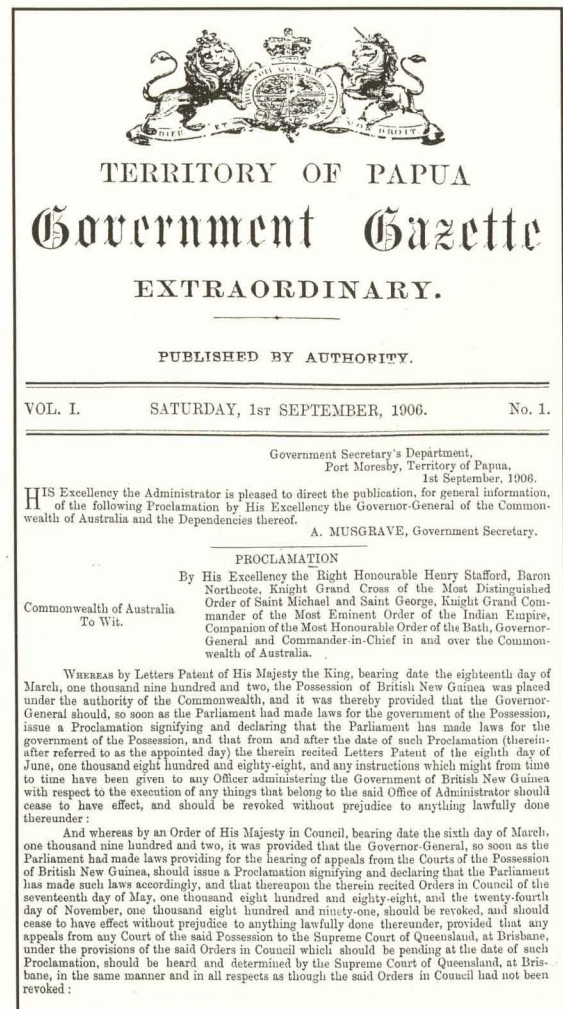 DIEU ET MON DROIT.
TERRITORY OF PAPUA
Government Gazette
EXTRAORDINARY.
PUBLISHED BY AUTHORITY.
VOL. I. SATURDAY, 1ST SEPTEMBER, 1906. No. 1.
Government Secretary's Department,
Port Moresby, Territory of Papua,
1st September, 1906.
HIS Excellency the Administrator is pleased to direct the publication, for general information,
of the following Proclamation by His Excellency the Governor-General of the Common-
wealth of Australia and the Dependencies thereof.
A. MUSGRAVE, Government Secretary.
PROCLAMATION
Commonwealth of Australia
To Wit.
By His Excellency the Right Honourable Henry Stafford, Baron
Northcote, Knight Grand Cross of the Most Distinguished
Order of Saint Michael and Saint George, Knight Grand Com-
mander of the Most Eminent Order of the Indian Empire,
Companion of the Most Honourable Order of the Bath, Governor-
General and Commander-in-Chief in and over the Common-
wealth of Australia.
WHEREAS by Letters Patent of His Majesty the King, bearing date the eighteenth day of
March, one thousand nine hundred and two, the Possession of British New Guinea was placed
under the authority of the Commonwealth, and it was thereby provided that the Governor-
General should, so soon as the Parliament had made laws for the government of the Possession,
issue a Proclamation signifying and declaring that the Parliament has made laws for the
government of the Possession, and that from and after the date of such Proclamation (therein-
after referred to as the appointed day) the therein recited Letters Patent of the eighth day of
June, one thousand eight hundred and eighty-eight, and any instructions which might from time
to time have been given to any Officer administering the Government of British New Guinea
with respect to the execution of any things that belong to the said Office of Administrator should
cease to have effect, and should be revoked without prejudice to anything lawfully done
thereunder :
And whereas by an Order of His Majesty in Council, bearing date the sixth day of March,
one thousand nine hundred and two, it was provided that the Governor-General, so soon as the
Parliament had made laws providing for the hearing of appeals from the Courts of the Possession
of British New Guinea, should issue a Proclamation signifying and declaring that the Parliament
has made such laws accordingly, and that thereupon the therein recited Orders in Council of the
seventeenth day of May, one thousand eight hundred and eighty-eight, and the twenty-fourth
day of November, one thousand eight hundred and ninety-one, should be revoked, and should
cease to have effect without prejudice to anything lawfully done thereunder, provided that any
appeals from any Court of the said Possession to the Supreme Court of Queensland, at Brisbane,
under the provisions of the said Orders in Council which should be pending at the date of such
Proclamation, should be heard and determined by the Supreme Court of Queensland, at Bris-
bane, in the same manner and in all respects as though the said Orders in Council had not been
revoked :